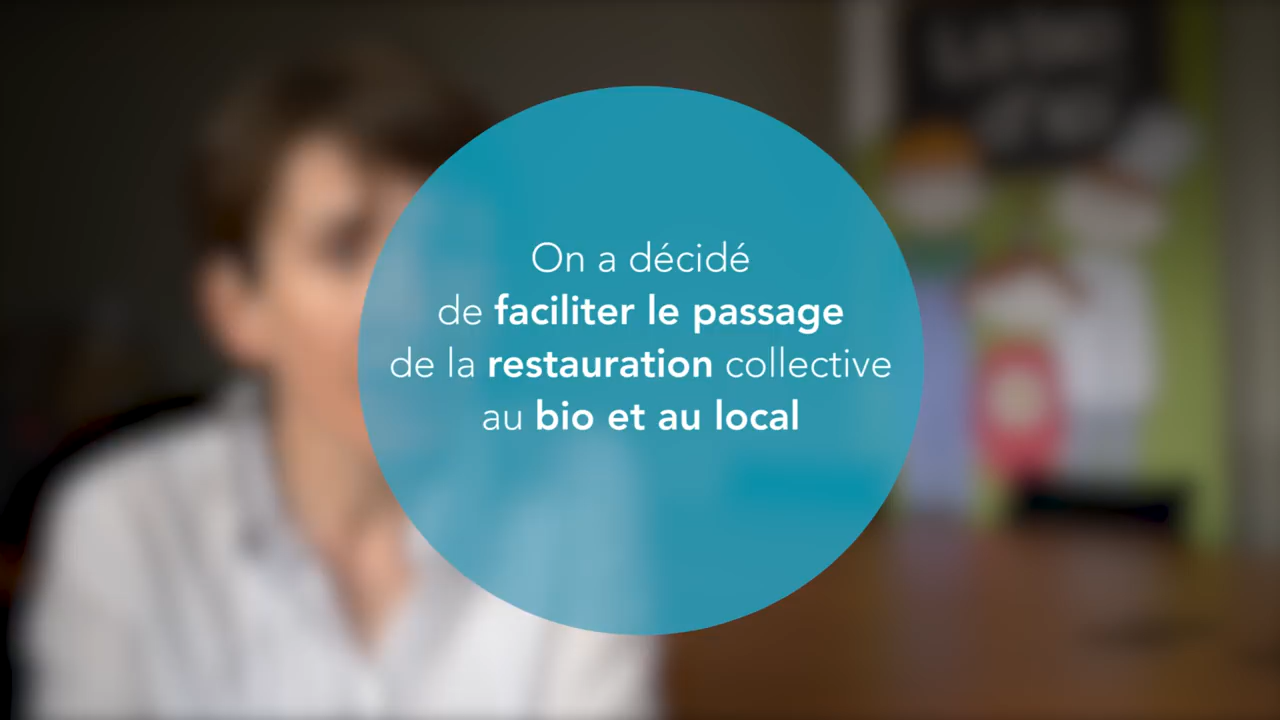 On a décidé
de faciliter le passage
de la restauration collective
au bio et au local